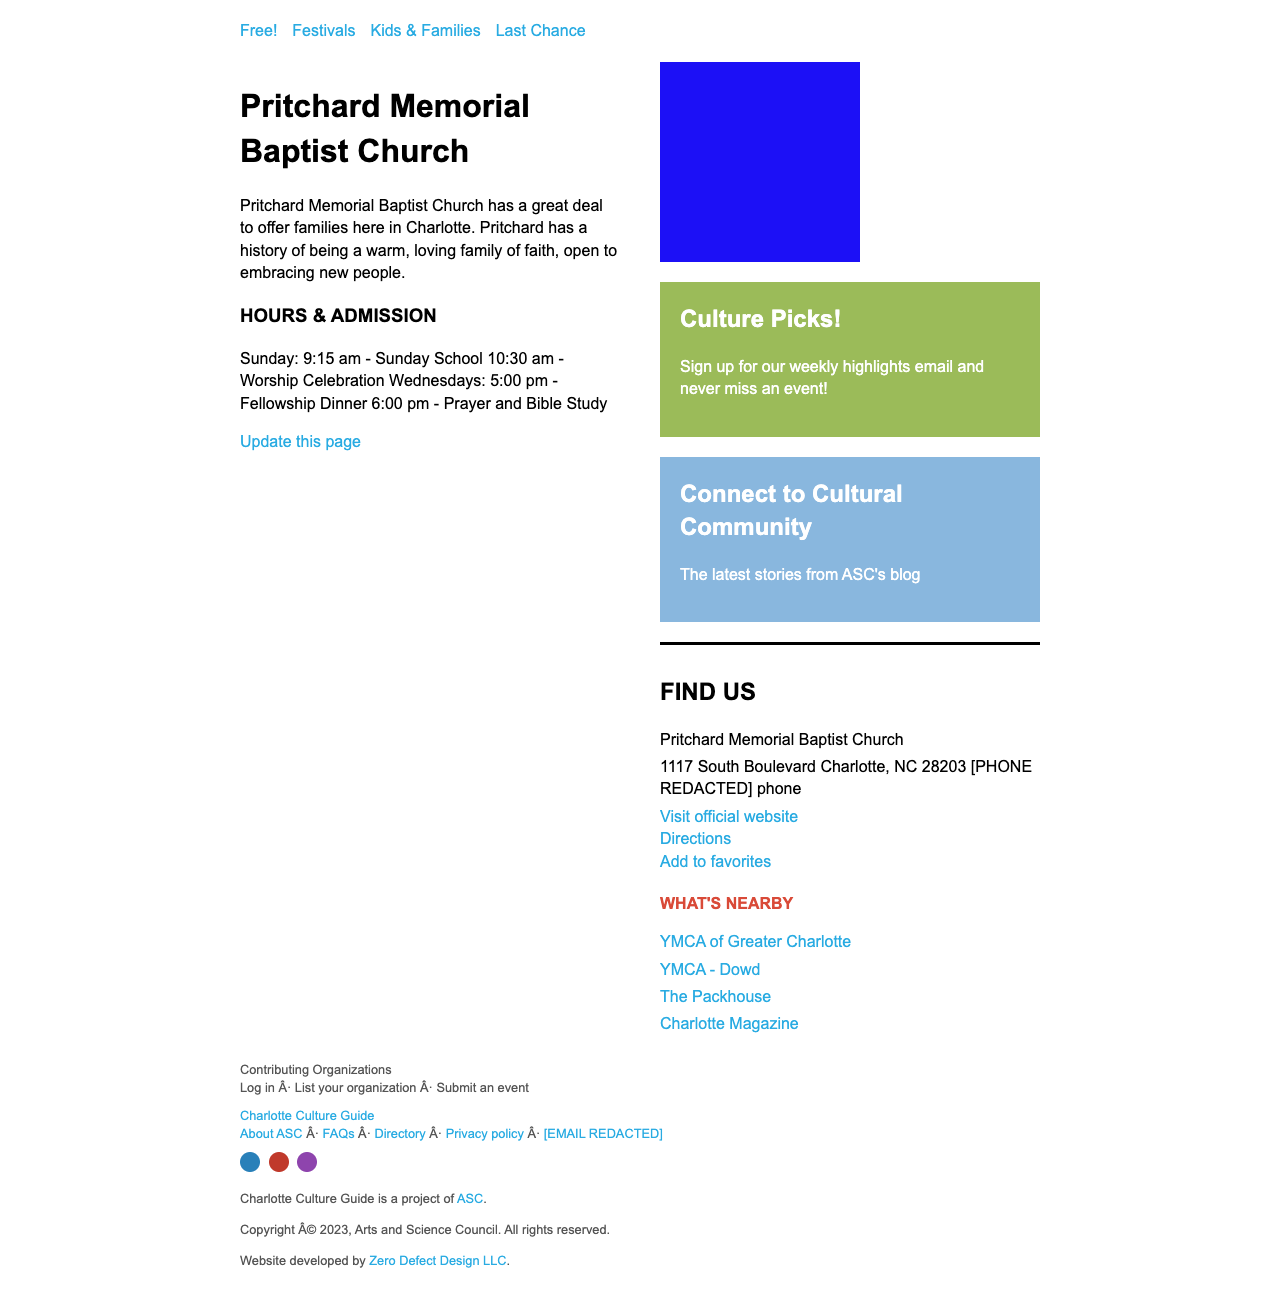 Free! Festivals Kids & Families Last Chance
Pritchard Memorial
Baptist Church
Pritchard Memorial Baptist Church has a great deal
to offer families here in Charlotte. Pritchard has a
history of being a warm, loving family of faith, open to
embracing new people.
HOURS & ADMISSION
Sunday: 9:15 am - Sunday School 10:30 am -
Worship Celebration Wednesdays: 5:00 pm -
Fellowship Dinner 6:00 pm - Prayer and Bible Study
Update this page
Culture Picks!
Sign up for our weekly highlights email and
never miss an event!
Connect to Cultural
Community
The latest stories from ASC's blog
FIND US
Pritchard Memorial Baptist Church
1117 South Boulevard Charlotte, NC 28203 [PHONE
REDACTED] phone
Visit official website
Directions
Add to favorites
WHAT'S NEARBY
YMCA of Greater Charlotte
YMCA - Dowd
The Packhouse
Charlotte Magazine
Contributing Organizations
Log in Â· List your organization Â· Submit an event
Charlotte Culture Guide
About ASC Â· FAQs Â· Directory Â· Privacy policy Â· [EMAIL REDACTED]
Charlotte Culture Guide is a project of ASC.
Copyright Â© 2023, Arts and Science Council. All rights reserved.
Website developed by Zero Defect Design LLC.